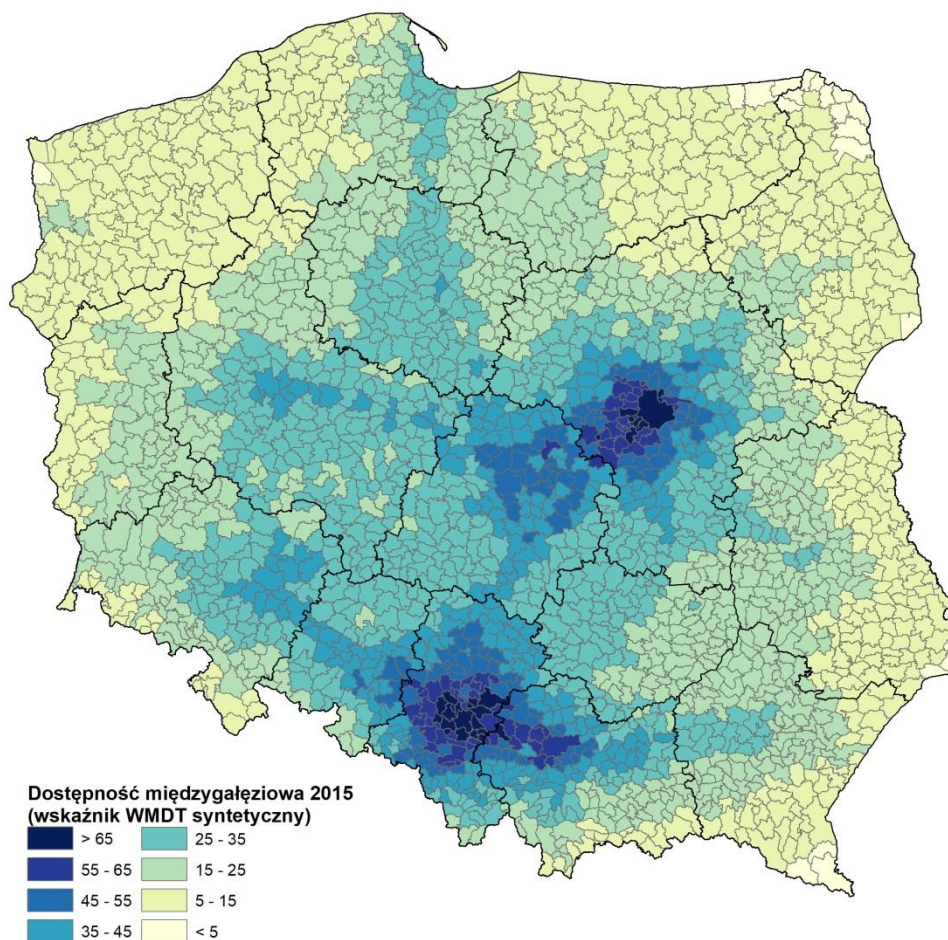 Dostępność międzygałęziowa 2015
(wskaźnik WMDT syntetyczny)
> 65
25 - 35
55 - 65
15 - 25
45 - 55
5 - 15
35 - 45
< 5